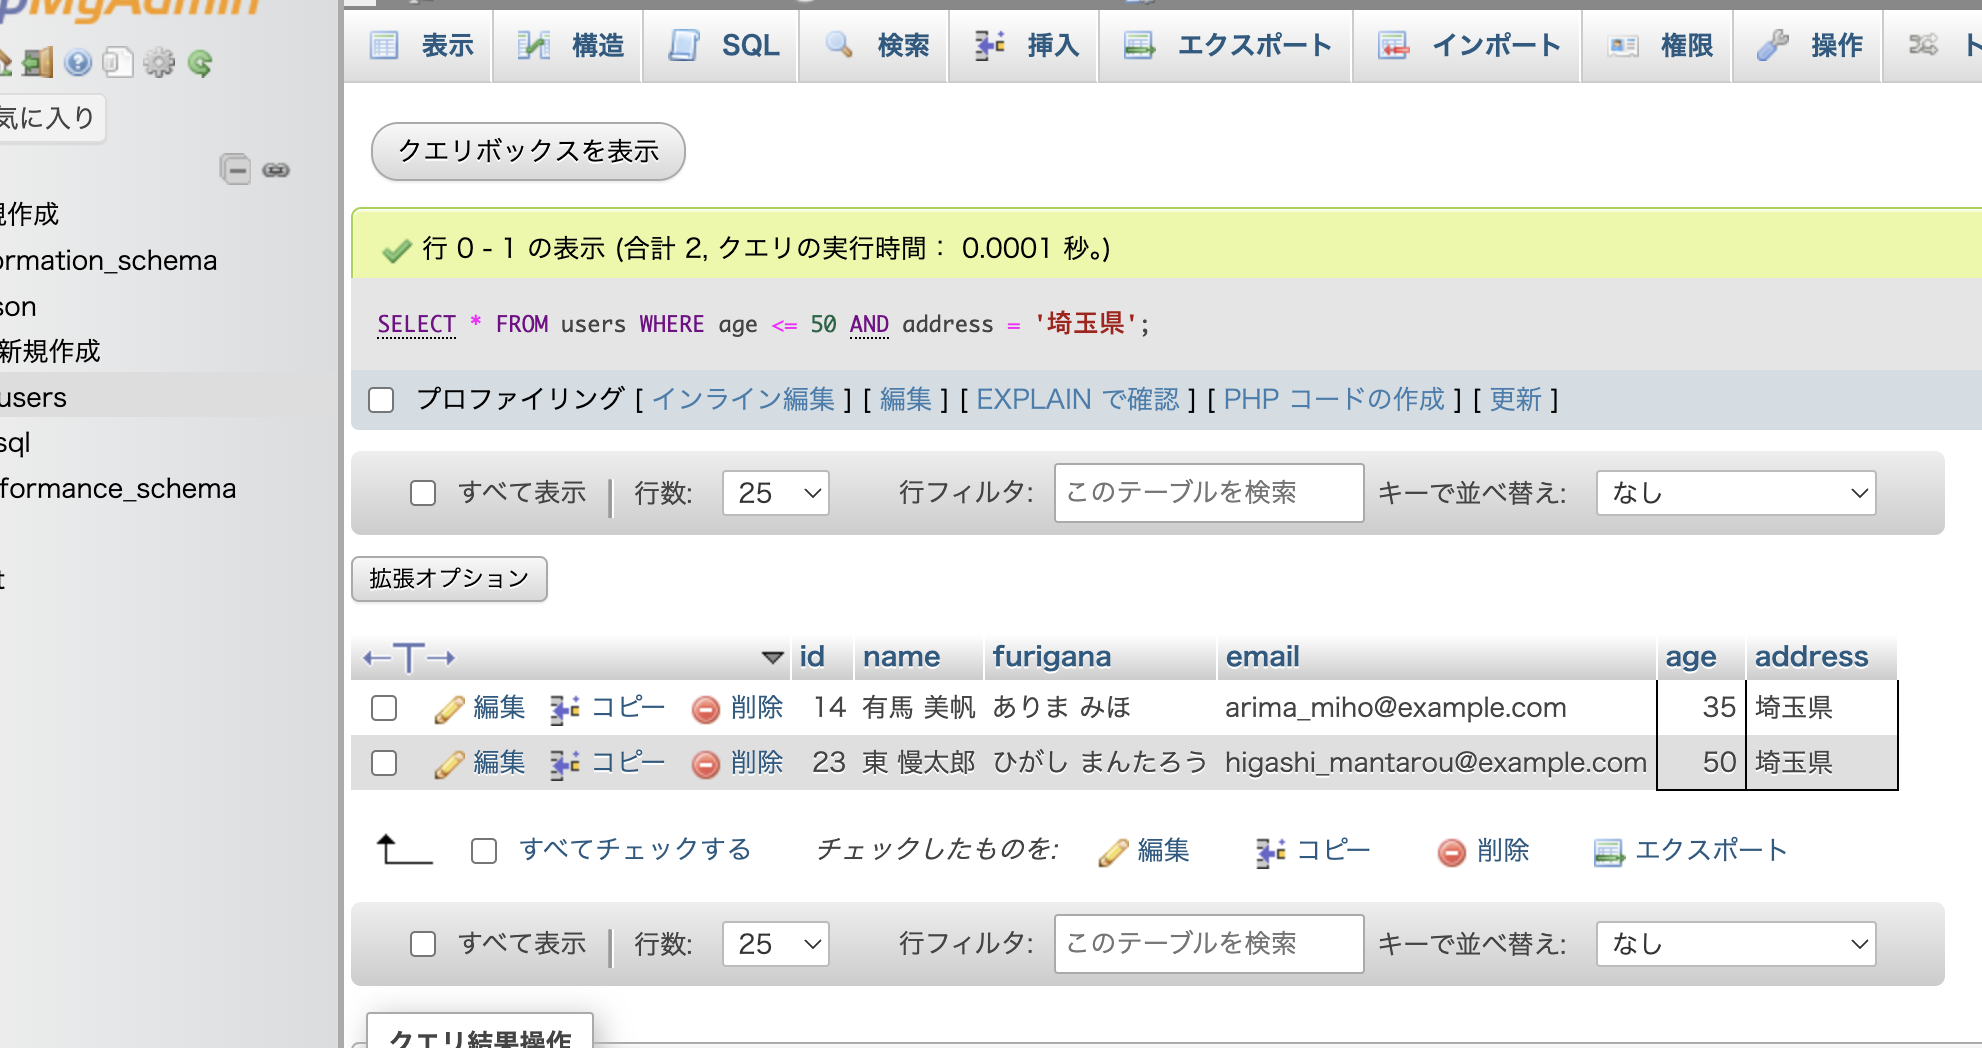 pMyAdmin
表示 構造 SQL 検索 挿入 エクスポート インポート 権限 操作 ト
気に入り
規作成
ormation_schema
son
新規作成
users
sql
formance_schema
t
クエリボックスを表示
行 0 - 1 の表示 (合計 2, クエリの実行時間： 0.0001 秒。)
SELECT * FROM users WHERE age <= 50 AND address = '埼玉県';
プロファイリング [ インライン編集 ] [ 編集 ] [ EXPLAIN で確認 ] [ PHP コードの作成 ] [ 更新 ]
すべて表示 | 行数: 25 行フィルタ: このテーブルを検索 キーで並べ替え: なし
拡張オプション
←T→ id name furigana email age address
編集 コピー 削除 14 有馬 美帆 ありま みほ arima_miho@example.com 35 埼玉県
編集 コピー 削除 23 東 慢太郎 ひがし まんたろう higashi_mantarou@example.com 50 埼玉県
すべてチェックする チェックしたものを: 編集 コピー 削除 エクスポート
すべて表示 | 行数: 25 行フィルタ: このテーブルを検索 キーで並べ替え: なし
クエリ結果操作